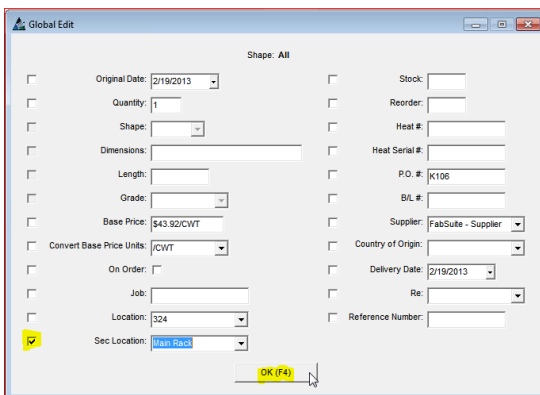 Global Edit
Shape: All
Original Date: 2/19/2013
Stock:
Quantity: 1
Reorder:
Shape:
Heat #:
Dimensions:
Heat Serial #:
Length:
P.O. #: K106
Grade:
B/L #:
Base Price: $43.92/CWT
Supplier: FabSuite - Supplier
Convert Base Price Units: /CWT
Country of Origin:
On Order:
Delivery Date: 2/19/2013
Job:
Re:
Location: 324
Reference Number:
Sec Location: Main Rack
OK (F4)